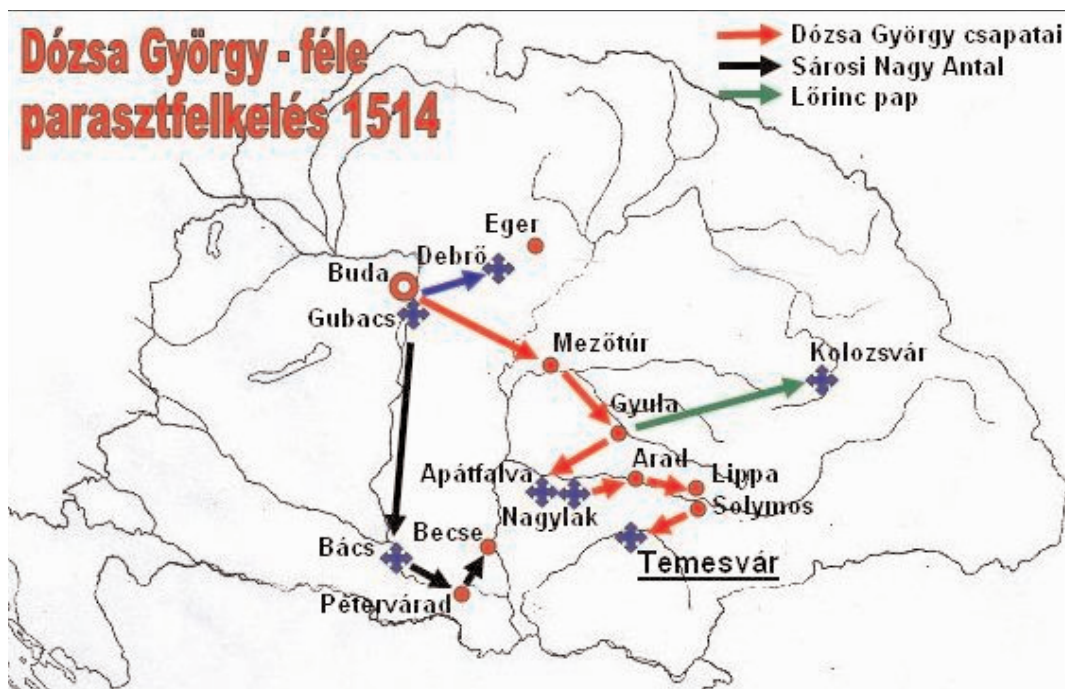 Dózsa György - féle
parasztfelkelés 1514
Dózsa György csapatai
Sárosi Nagy Antal
Lőrinc pap
Eger
Debrő
Buda
Gubacs
Mezőtúr
Kolozsvár
Gyula
Apátfalva
Arad
Lippa
Nagylak
Solymos
Becse
Bács
Temesvár
Pétervárad